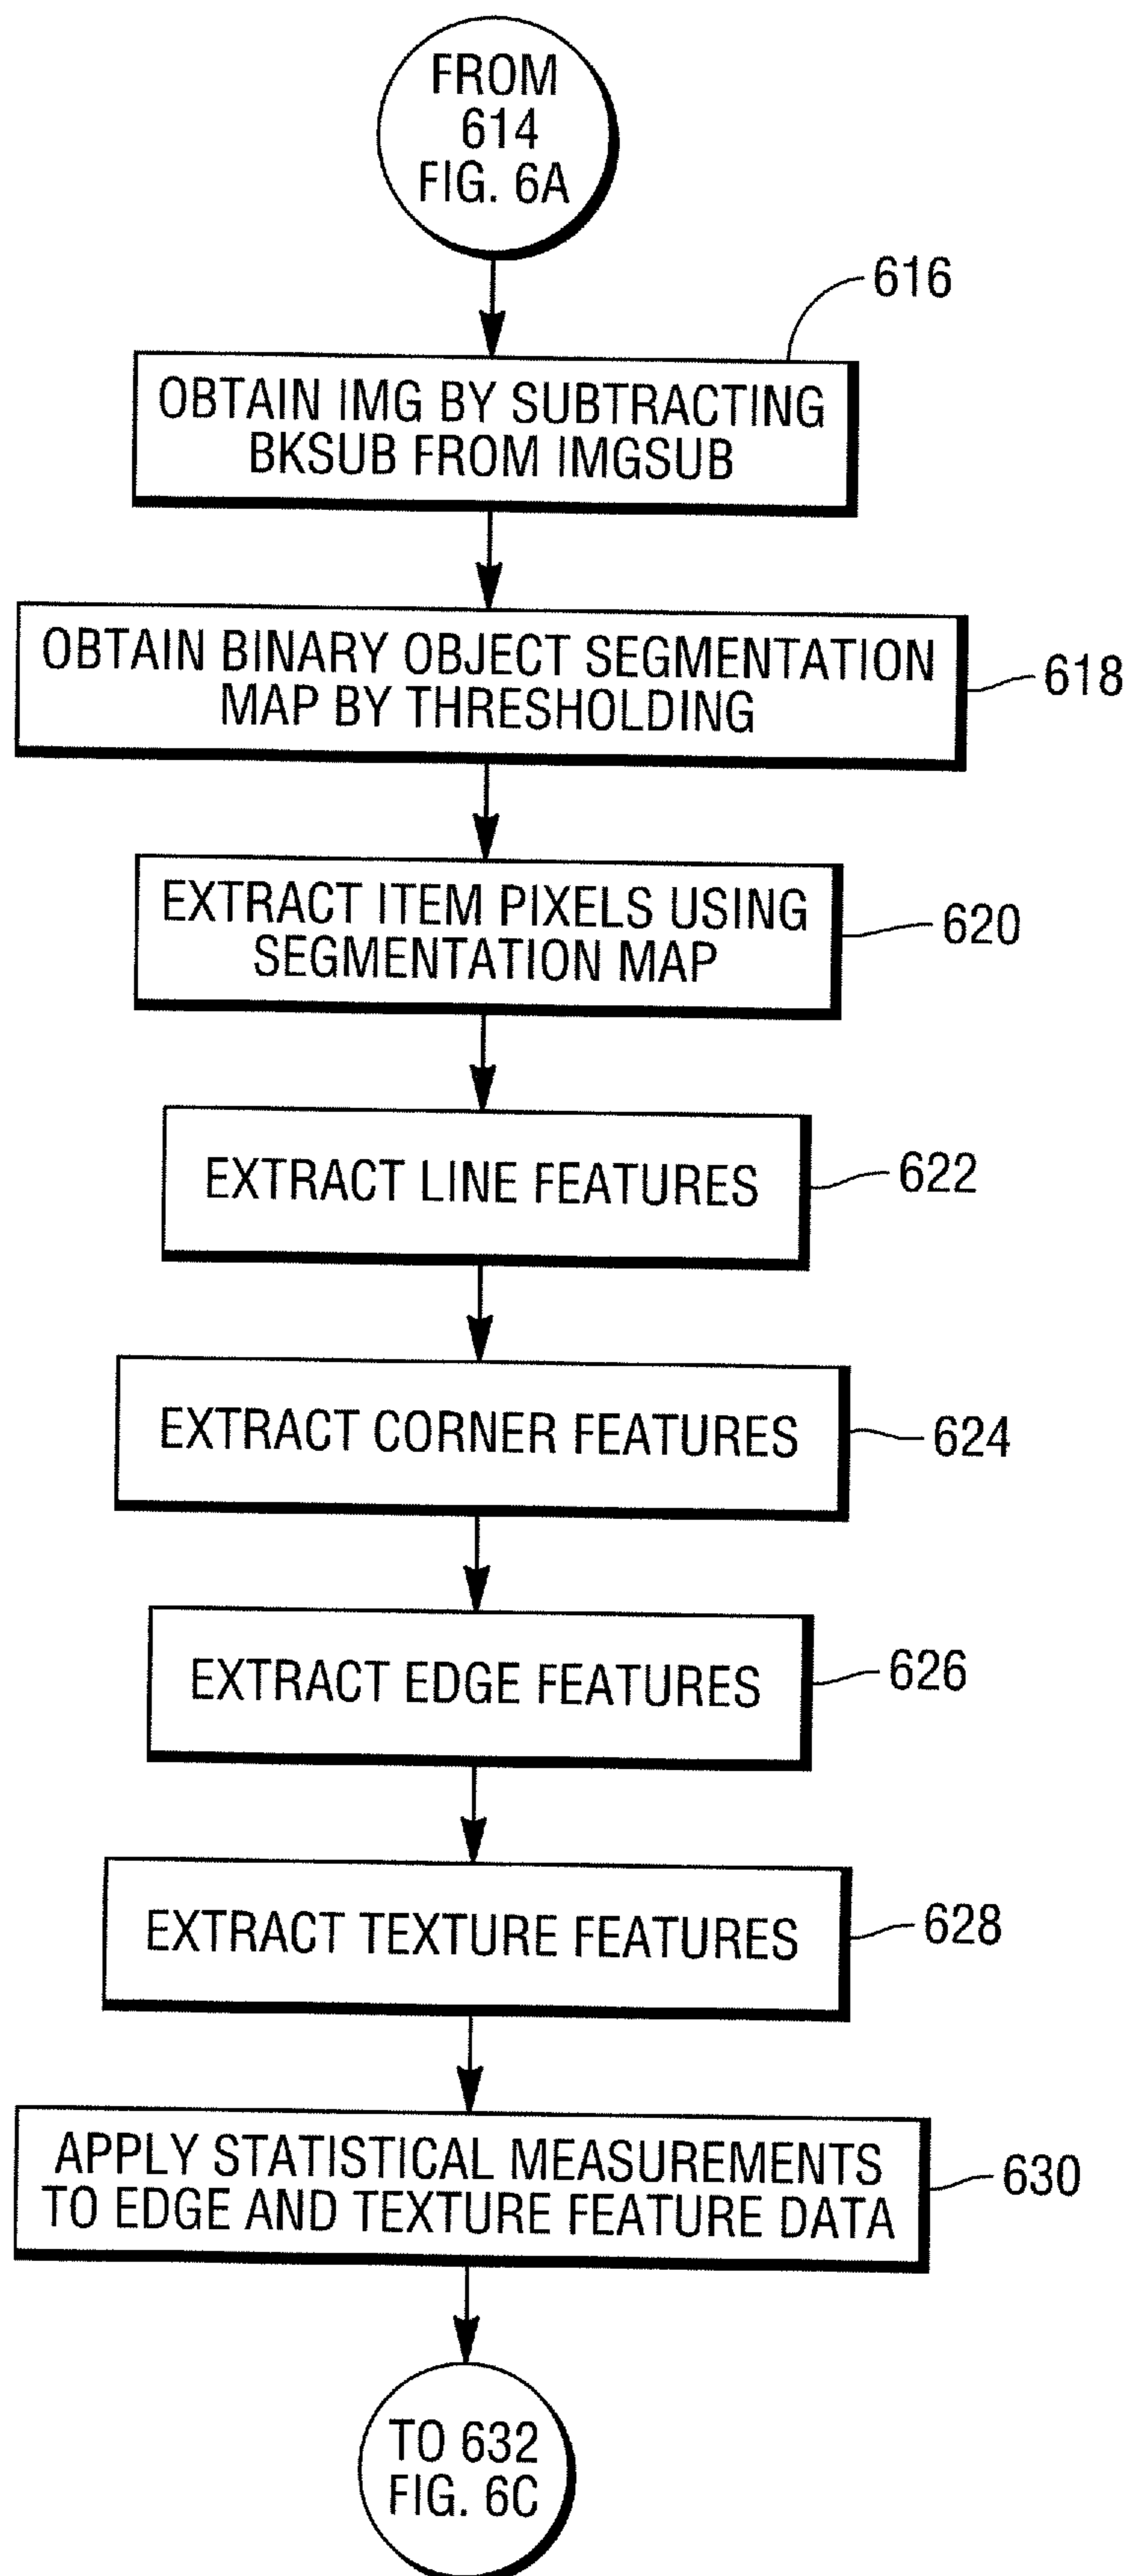 FROM
614
FIG. 6A
616
OBTAIN IMG BY SUBTRACTING
BKSUB FROM IMGSUB
OBTAIN BINARY OBJECT SEGMENTATION
MAP BY THRESHOLDING
618
EXTRACT ITEM PIXELS USING
SEGMENTATION MAP
620
EXTRACT LINE FEATURES
622
EXTRACT CORNER FEATURES
624
EXTRACT EDGE FEATURES
626
EXTRACT TEXTURE FEATURES
628
APPLY STATISTICAL MEASUREMENTS
TO EDGE AND TEXTURE FEATURE DATA
630
TO 632
FIG. 6C